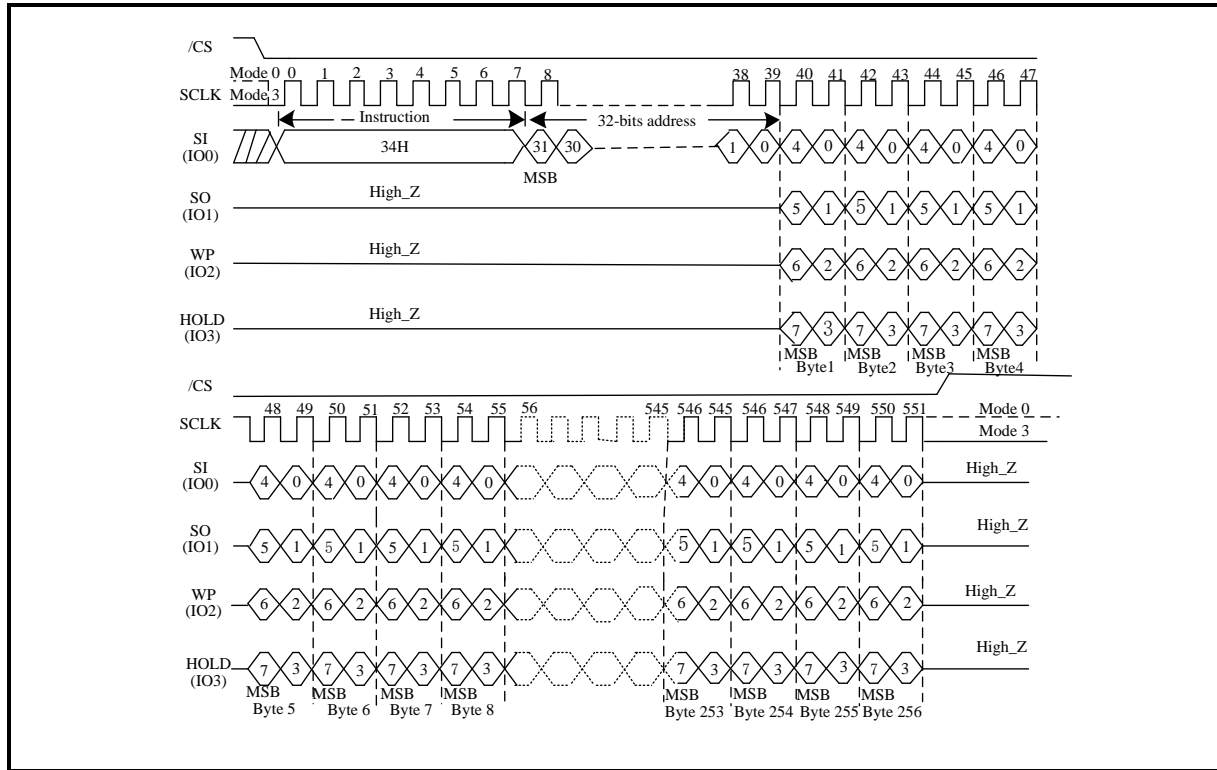 /CS
Mode 0 0 1 2 3 4 5 6 7 8 38 39 40 41 42 43 44 45 46 47
SCLK Mode 3
Instruction 32-bits address
SI
(IO0)
34H 31 30 1 0 4 0 4 0 4 0 4 0
MSB
SO
(IO1)
High_Z 5 1 5 1 5 1 5 1
WP
(IO2)
High_Z 6 2 6 2 6 2 6 2
HOLD
(IO3)
High_Z 7 3 7 3 7 3 7 3
MSB MSB MSB MSB
Byte1 Byte2 Byte3 Byte4
/CS
48 49 50 51 52 53 54 55 56 545 546 545 546 547 548 549 550 551 Mode 0
SCLK
Mode 3
SI
(IO0)
4 0 4 0 4 0 4 0 4 0 4 0 4 0 4 0 High_Z
SO
(IO1)
5 1 5 1 5 1 5 1 5 1 5 1 5 1 5 1 High_Z
WP
(IO2)
6 2 6 2 6 2 6 2 6 2 6 2 6 2 6 2 High_Z
HOLD
(IO3)
7 3 7 3 7 3 7 3 7 3 7 3 7 3 7 3 High_Z
MSB MSB MSB MSB MSB MSB MSB MSB
Byte 5 Byte 6 Byte 7 Byte 8 Byte 253 Byte 254 Byte 255 Byte 256